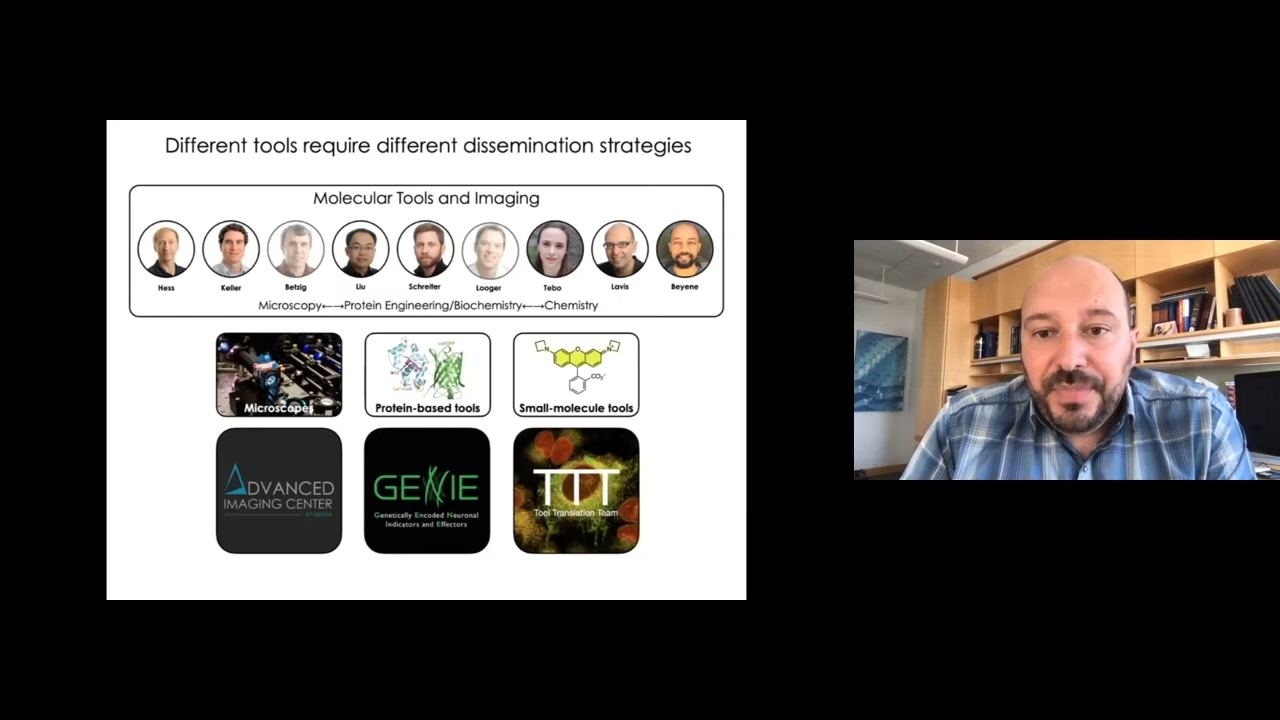 Different tools require different dissemination strategies
Molecular Tools and Imaging
Hess Keller Betzig Liu Schreiter Looger Tebo Lavis Beyene
Microscopy←→Protein Engineering/Biochemistry←→Chemistry
Microscopes Protein-based tools Small-molecule tools
ADVANCED
IMAGING CENTER
GENIE
Genetically Encoded Neuronal
Indicators and Effectors
TTT
Tool Translation Team